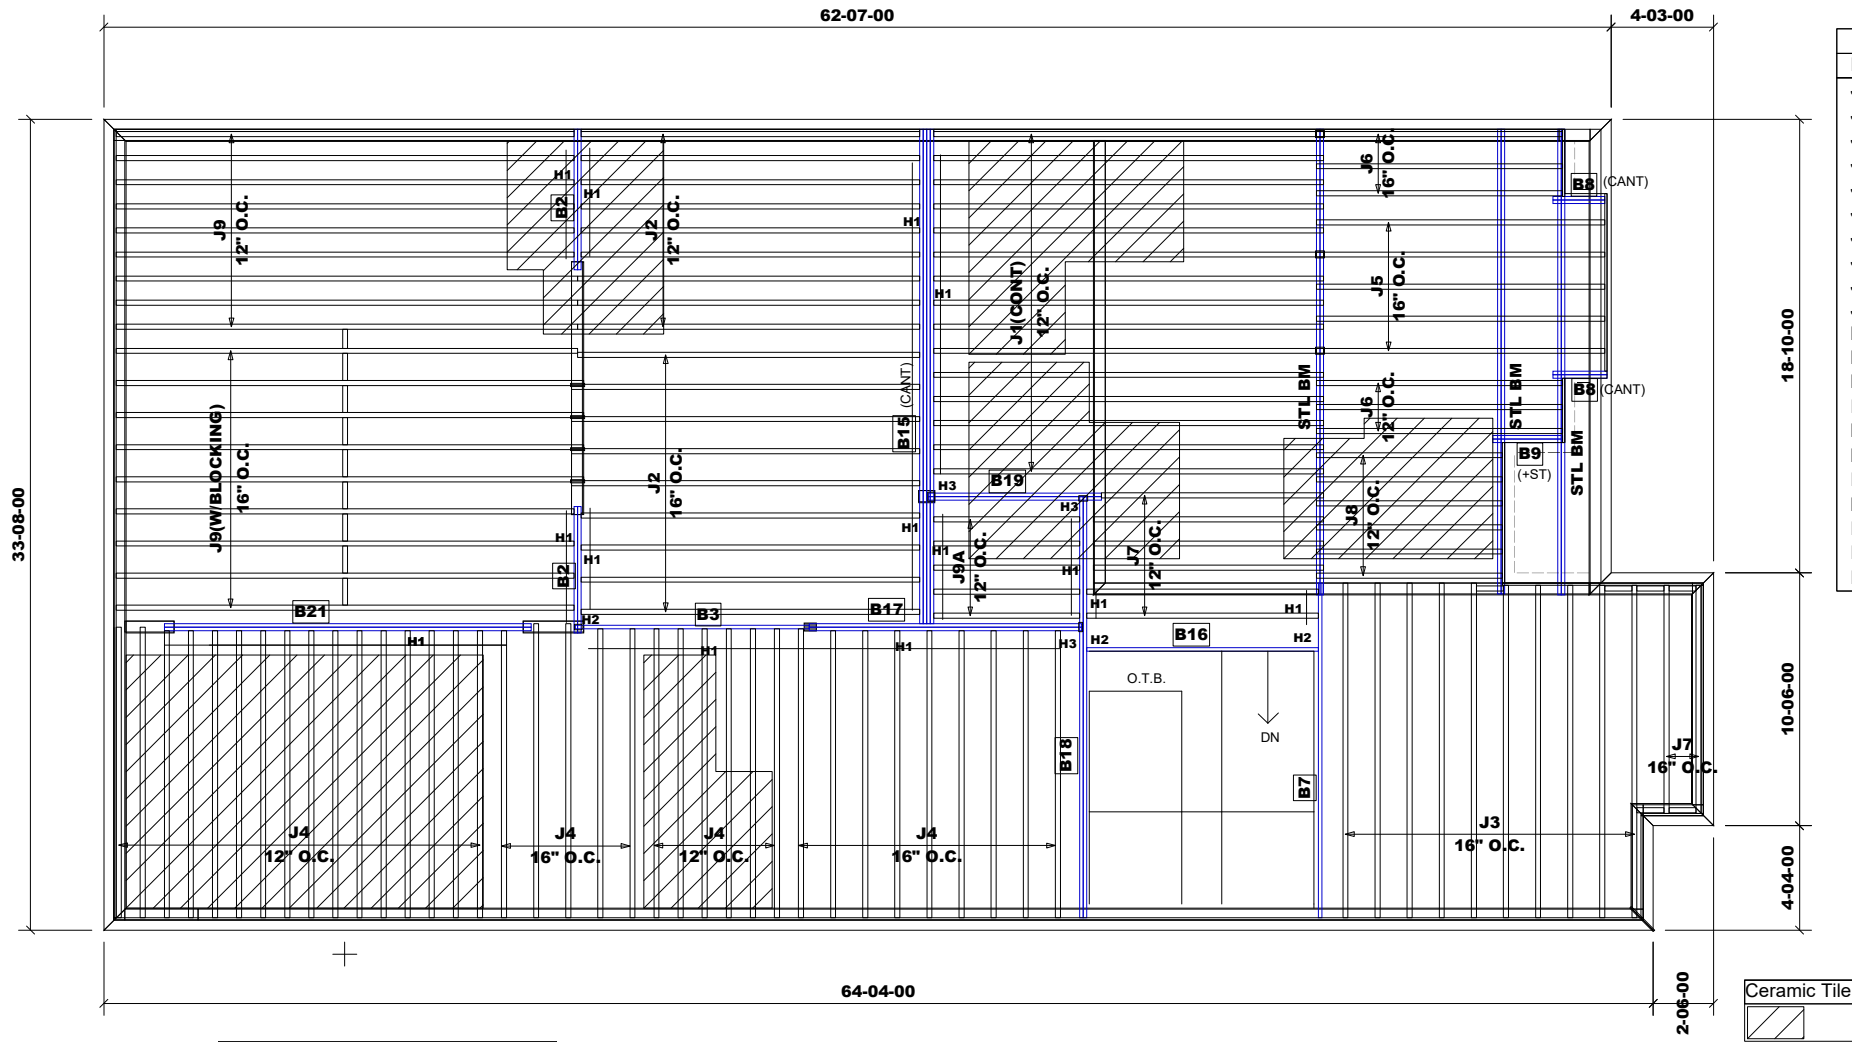 62-07-00
4-03-00
33-08-00
18-10-00
10-06-00
4-04-00
64-04-00
2-06-00
J9
12" O.C.
H1
B2
H1
J2
12" O.C.
H1
H1
J1(CONT)
12" O.C.
J6
16" O.C.
B8
(CANT)
J5
16" O.C.
STL BM
STL BM
STL BM
J6
12" O.C.
B8
(CANT)
B9
(+ST)
J8
12" O.C.
J9(W/BLOCKING)
16" O.C.
H1
B2
H1
J2
16" O.C.
B15
(CANT)
H1
H3
B19
H3
J9A
12" O.C.
H1
H1
J7
12" O.C.
H1
H1
B21
H1
H2
B3
H1
B17
H1
H3
H2
B16
H2
O.T.B.
DN
B18
B7
J7
16" O.C.
J4
12" O.C.
J4
16" O.C.
J4
12" O.C.
J4
16" O.C.
J3
16" O.C.
Ceramic Tile